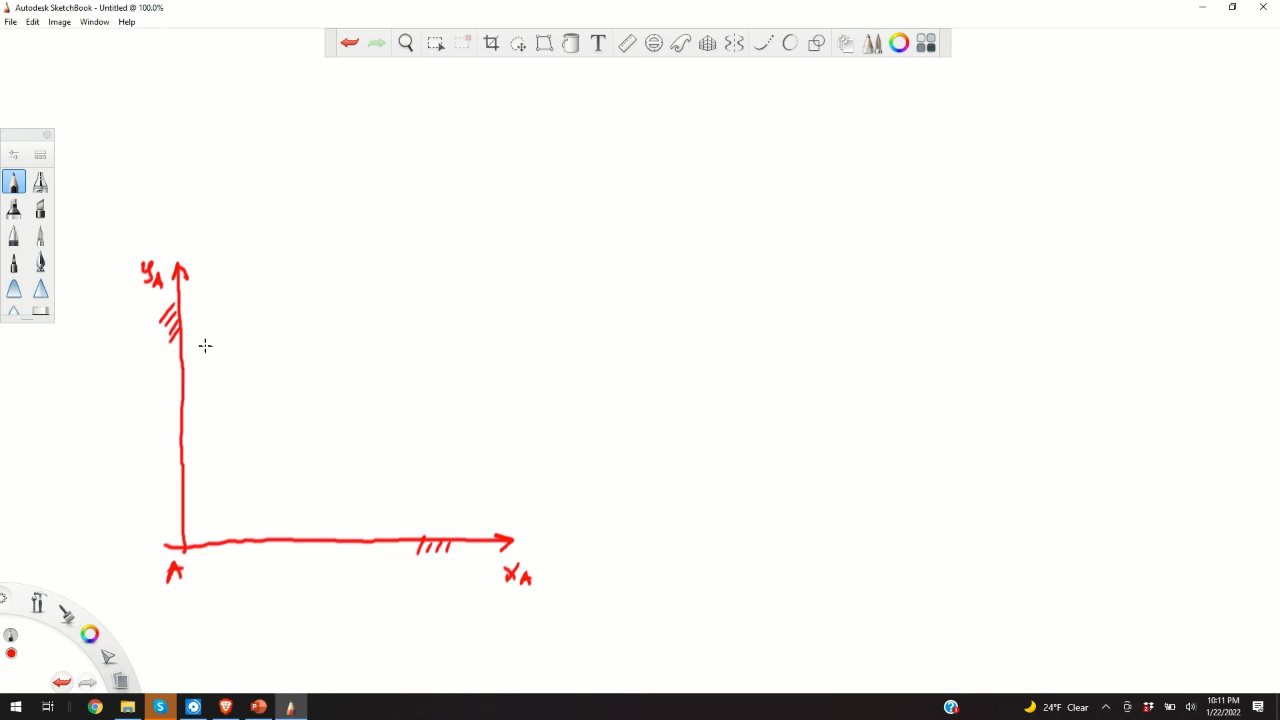 Autodesk SketchBook - Untitled @ 100.0%
File Edit Image Window Help
T
yA
A
xA
S
P
24°F Clear
10:11 PM
1/22/2022